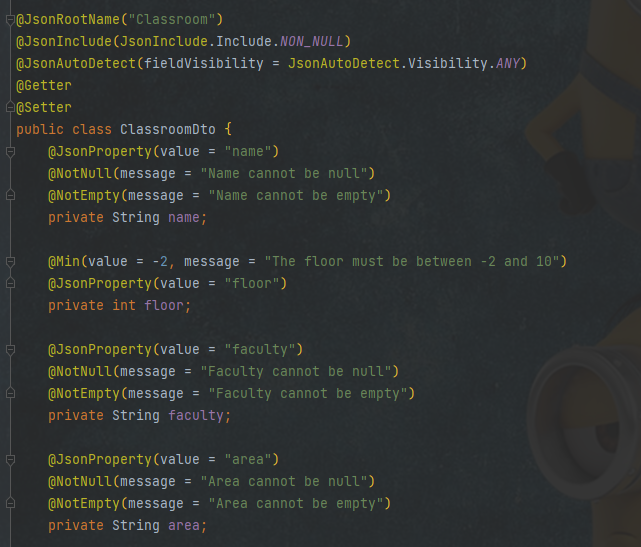 @JsonRootName("Classroom")
@JsonInclude(JsonInclude.Include.NON_NULL)
@JsonAutoDetect(fieldVisibility = JsonAutoDetect.Visibility.ANY)
@Getter
@Setter
public class ClassroomDto {
    @JsonProperty(value = "name")
    @NotNull(message = "Name cannot be null")
    @NotEmpty(message = "Name cannot be empty")
    private String name;

    @Min(value = -2, message = "The floor must be between -2 and 10")
    @JsonProperty(value = "floor")
    private int floor;

    @JsonProperty(value = "faculty")
    @NotNull(message = "Faculty cannot be null")
    @NotEmpty(message = "Faculty cannot be empty")
    private String faculty;

    @JsonProperty(value = "area")
    @NotNull(message = "Area cannot be null")
    @NotEmpty(message = "Area cannot be empty")
    private String area;